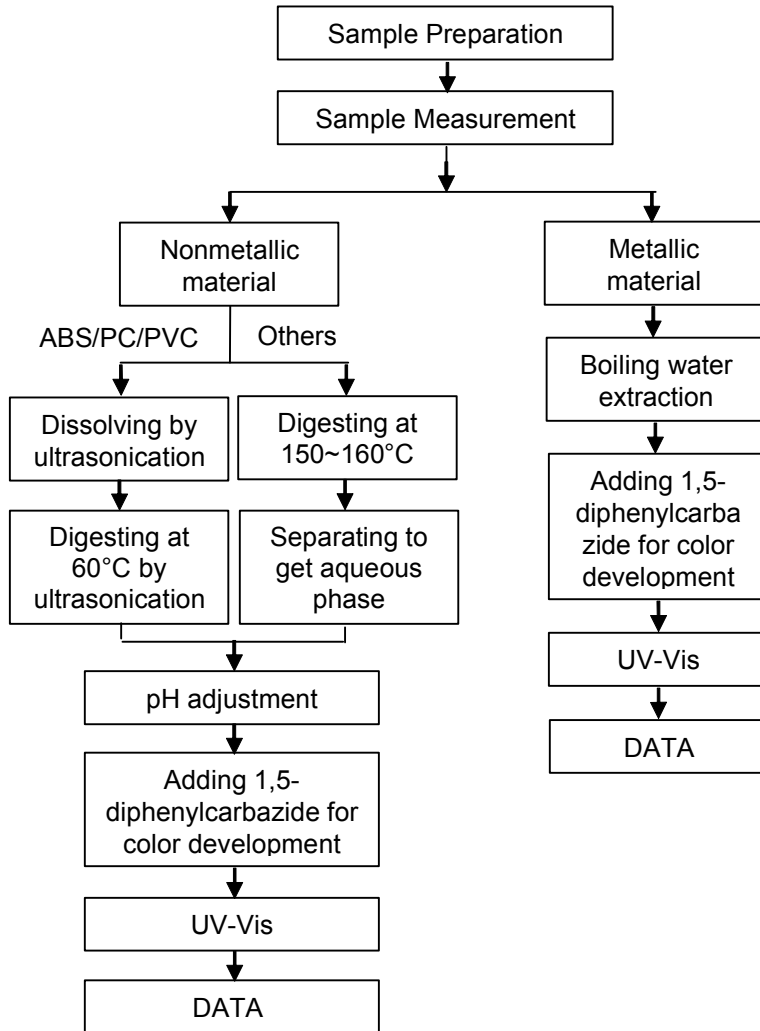 Sample Preparation
Sample Measurement
Nonmetallic
material
Metallic
material
ABS/PC/PVC
Others
Boiling water
extraction
Dissolving by
ultrasonication
Digesting at
150~160°C
Adding 1,5-
diphenylcarba
zide for color
development
Digesting at
60°C by
ultrasonication
Separating to
get aqueous
phase
UV-Vis
pH adjustment
DATA
Adding 1,5-
diphenylcarbazide for
color development
UV-Vis
DATA